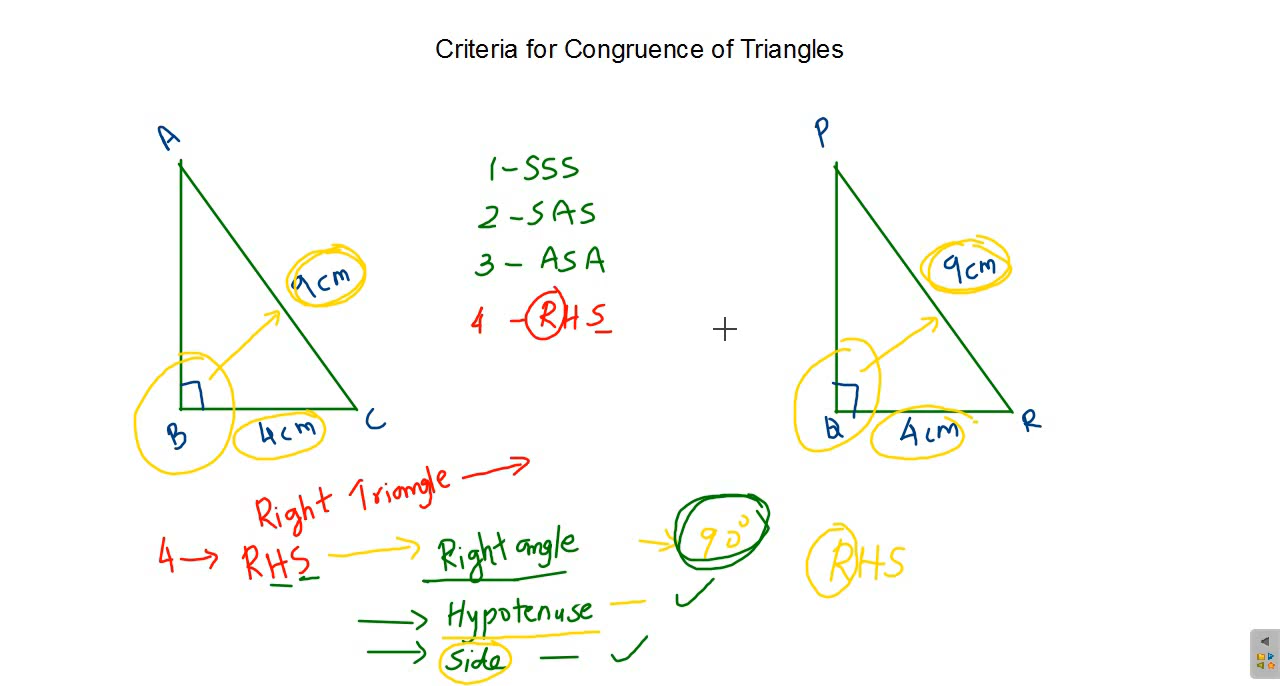 Criteria for Congruence of Triangles
A
P
1-SSS
2-SAS
3- ASA
4 -RHS
9cm
9cm
B
4cm
C
Q
4cm
R
Right Triangle →
4→ RHS → Right angle → 90°
RHS
→ Hypotenuse — ✓
→ Side — ✓